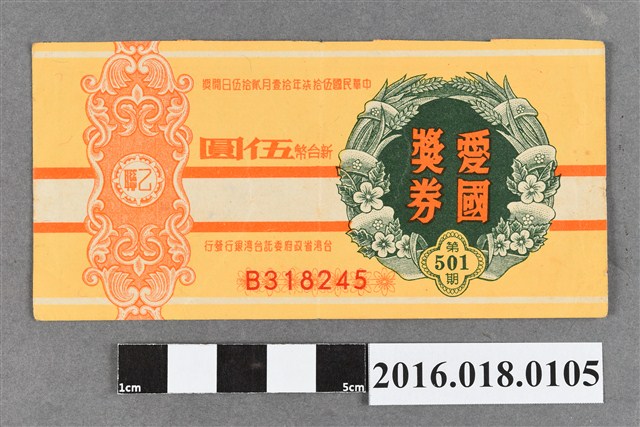 中華民國伍拾柒年拾壹月貳拾伍日開獎
新台幣伍圓
乙聯
愛國
獎券
台灣省政府委託台灣銀行發行
第
501
期
B318245
1cm
5cm
2016.018.0105